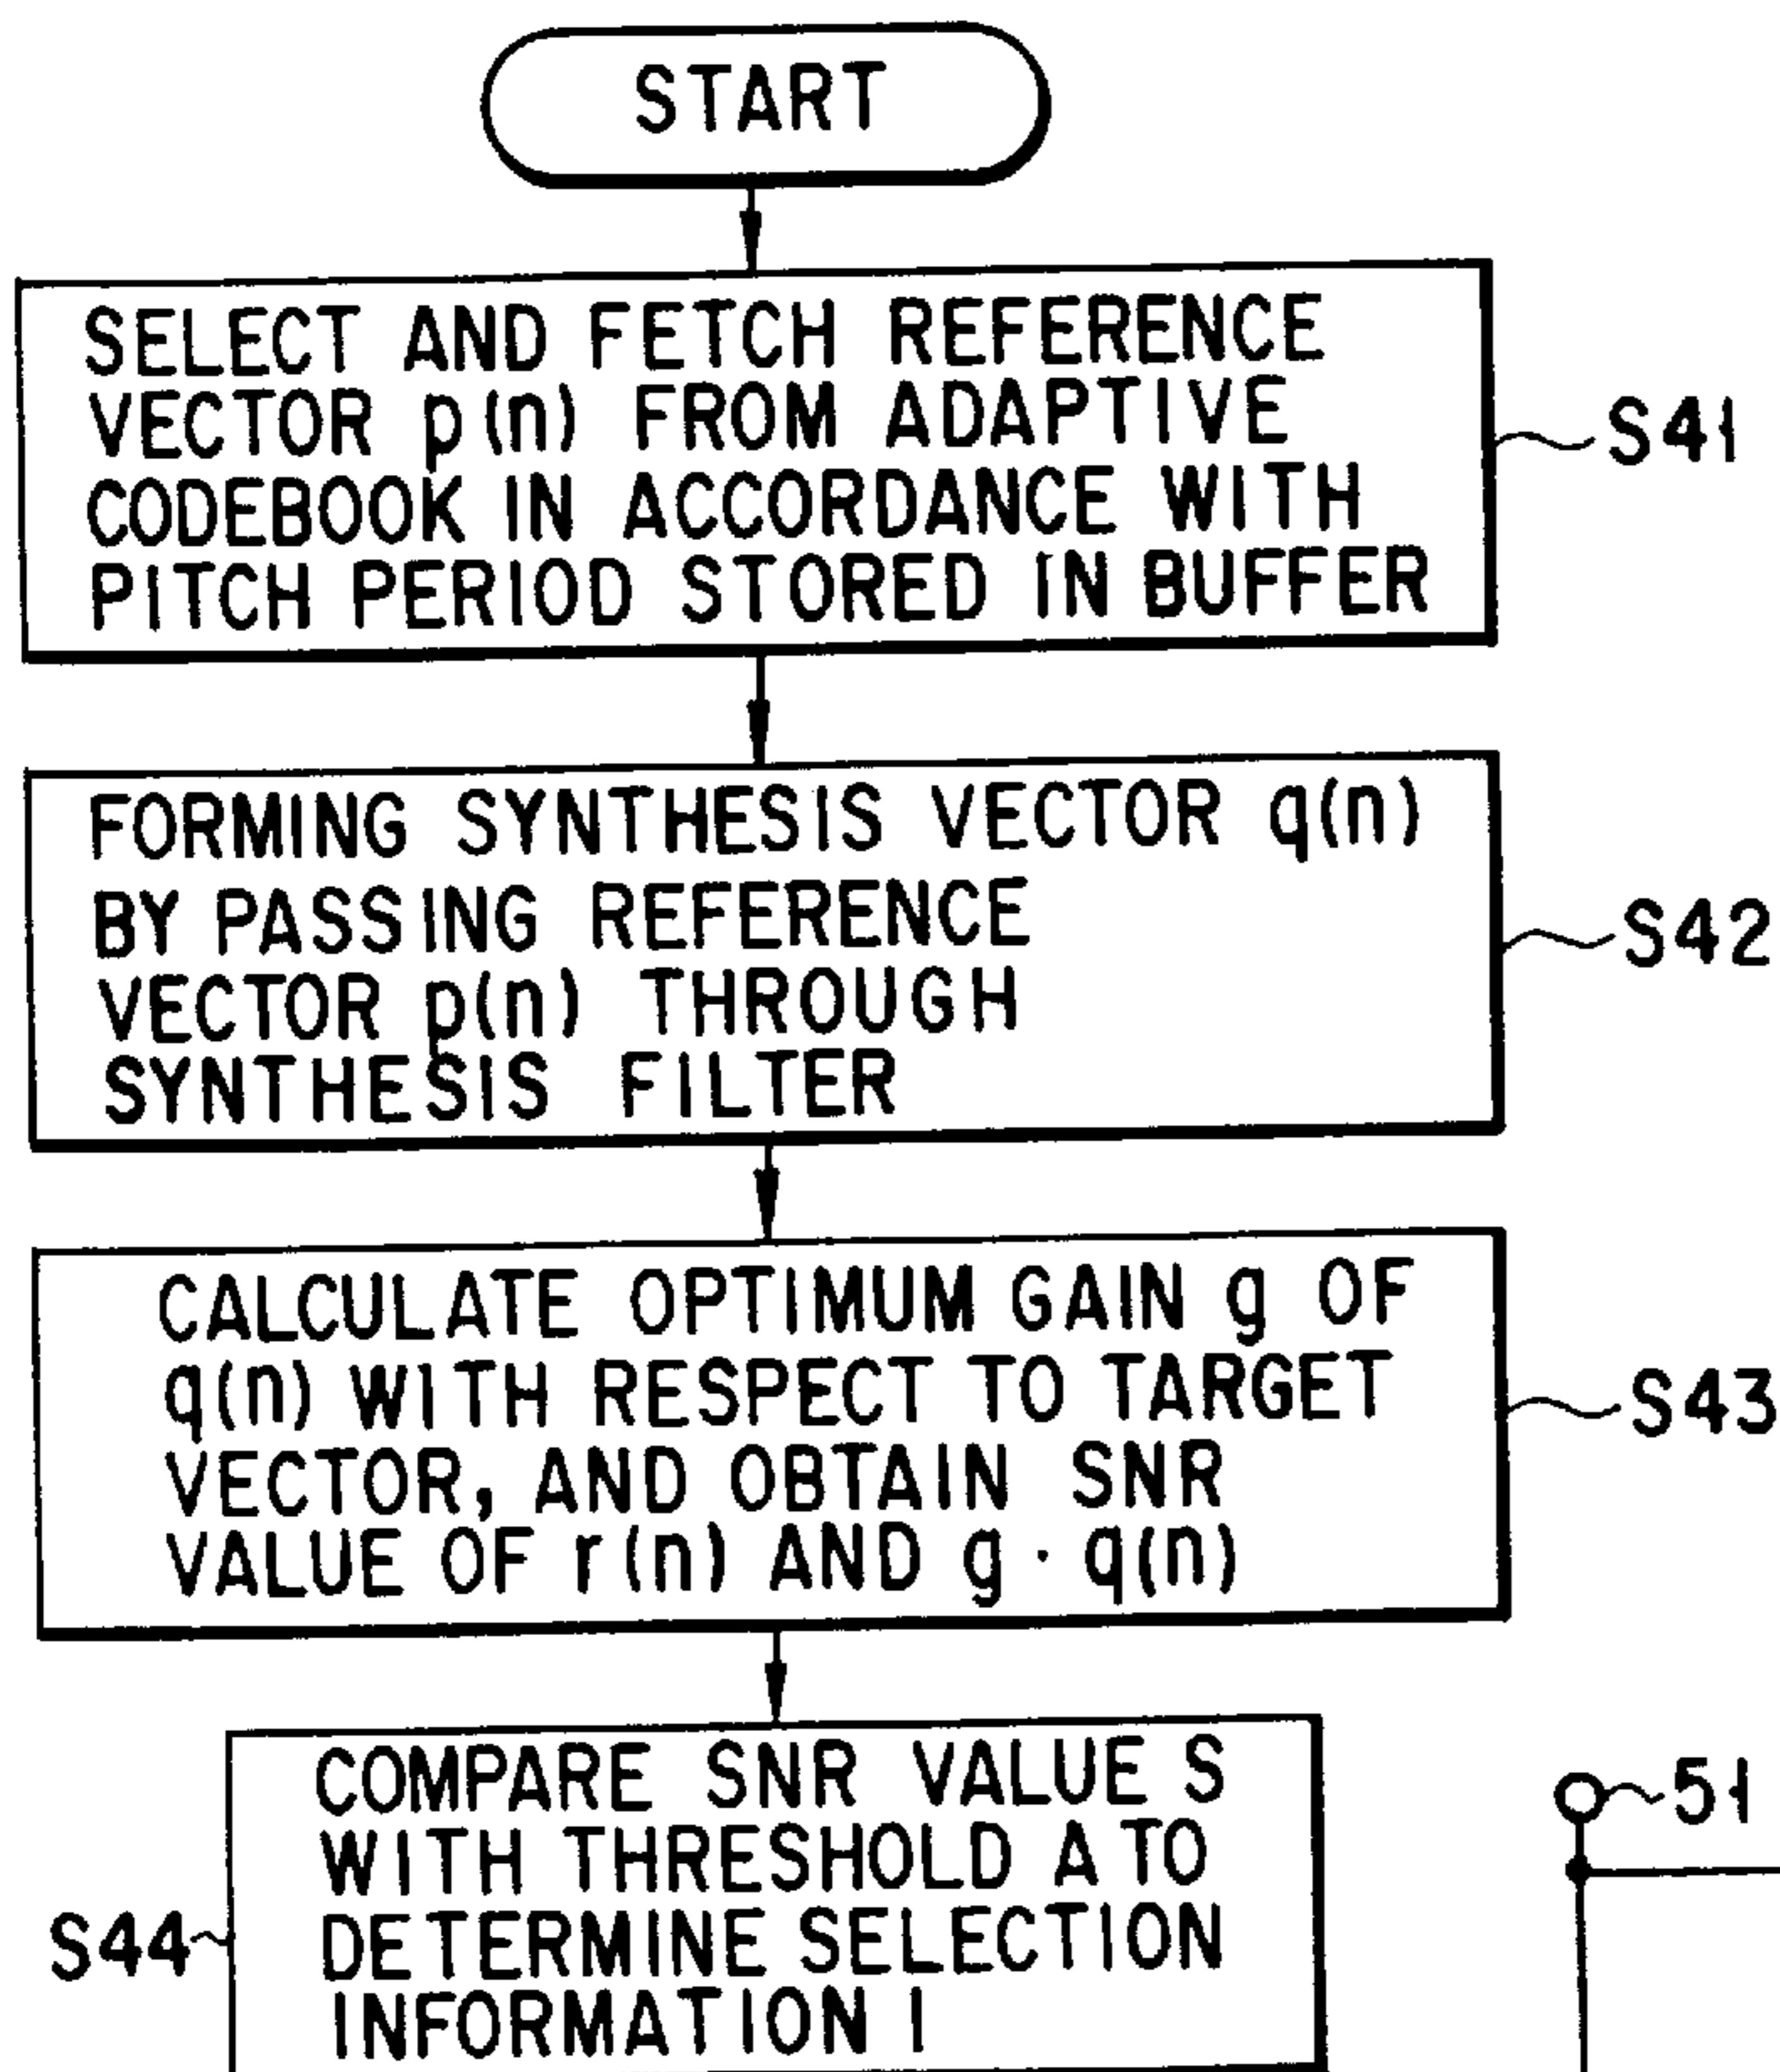 START
SELECT AND FETCH REFERENCE
VECTOR p(n) FROM ADAPTIVE
CODEBOOK IN ACCORDANCE WITH
PITCH PERIOD STORED IN BUFFER
S41
FORMING SYNTHESIS VECTOR q(n)
BY PASSING REFERENCE
VECTOR p(n) THROUGH
SYNTHESIS FILTER
S42
CALCULATE OPTIMUM GAIN g OF
q(n) WITH RESPECT TO TARGET
VECTOR, AND OBTAIN SNR
VALUE OF r(n) AND g · q(n)
S43
COMPARE SNR VALUE S
WITH THRESHOLD A TO
DETERMINE SELECTION
INFORMATION I
S44
51